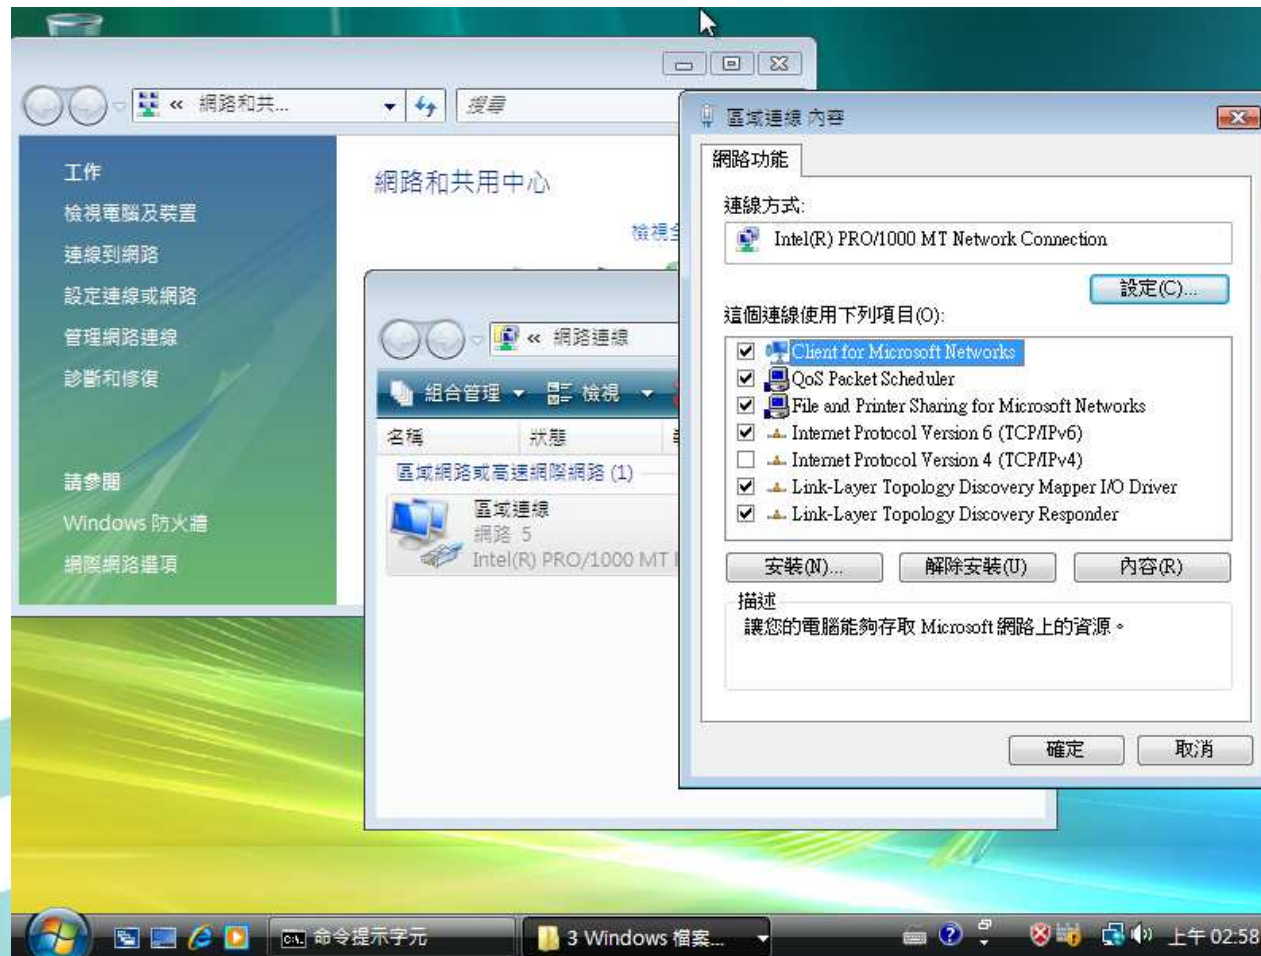 « 網路和共...
搜尋
工作
檢視電腦及裝置
連線到網路
設定連線或網路
管理網路連線
診斷和修復
請參閱
Windows 防火牆
網際網路選項
網路和共用中心
« 網路連線
組合管理
檢視
名稱
狀態
區域網路或高速網際網路 (1)
區域連線
網路 5
Intel(R) PRO/1000 MT
區域連線 內容
網路功能
連線方式:
Intel(R) PRO/1000 MT Network Connection
設定(C)...
這個連線使用下列項目(O):
Client for Microsoft Networks
QoS Packet Scheduler
File and Printer Sharing for Microsoft Networks
Internet Protocol Version 6 (TCP/IPv6)
Internet Protocol Version 4 (TCP/IPv4)
Link-Layer Topology Discovery Mapper I/O Driver
Link-Layer Topology Discovery Responder
安裝(N)...
解除安裝(U)
內容(R)
描述
讓您的電腦能夠存取 Microsoft 網路上的資源。
確定
取消
命令提示字元
3 Windows 檔案...
上午 02:58